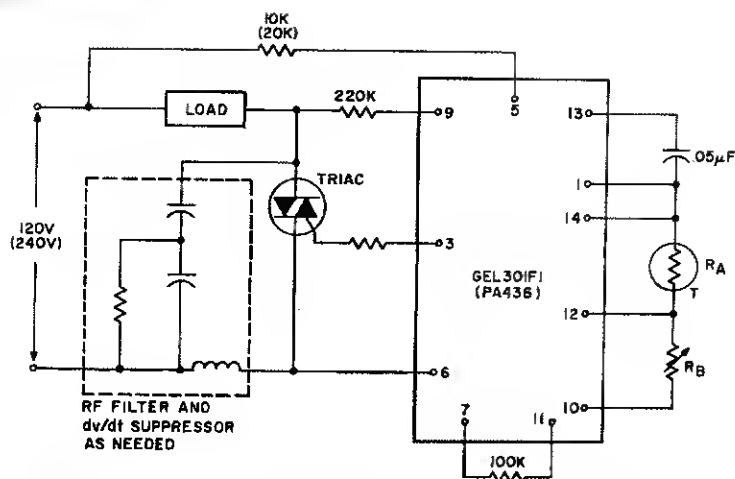 10K
(20K)
LOAD
220K
9
5
13
.05μF
1
14
TRIAC
120V
(240V)
3
GEL301F1
(PA436)
RA
T
12
RB
6
10
7
11
100K
RF FILTER AND
dv/dt SUPPRESSOR
AS NEEDED